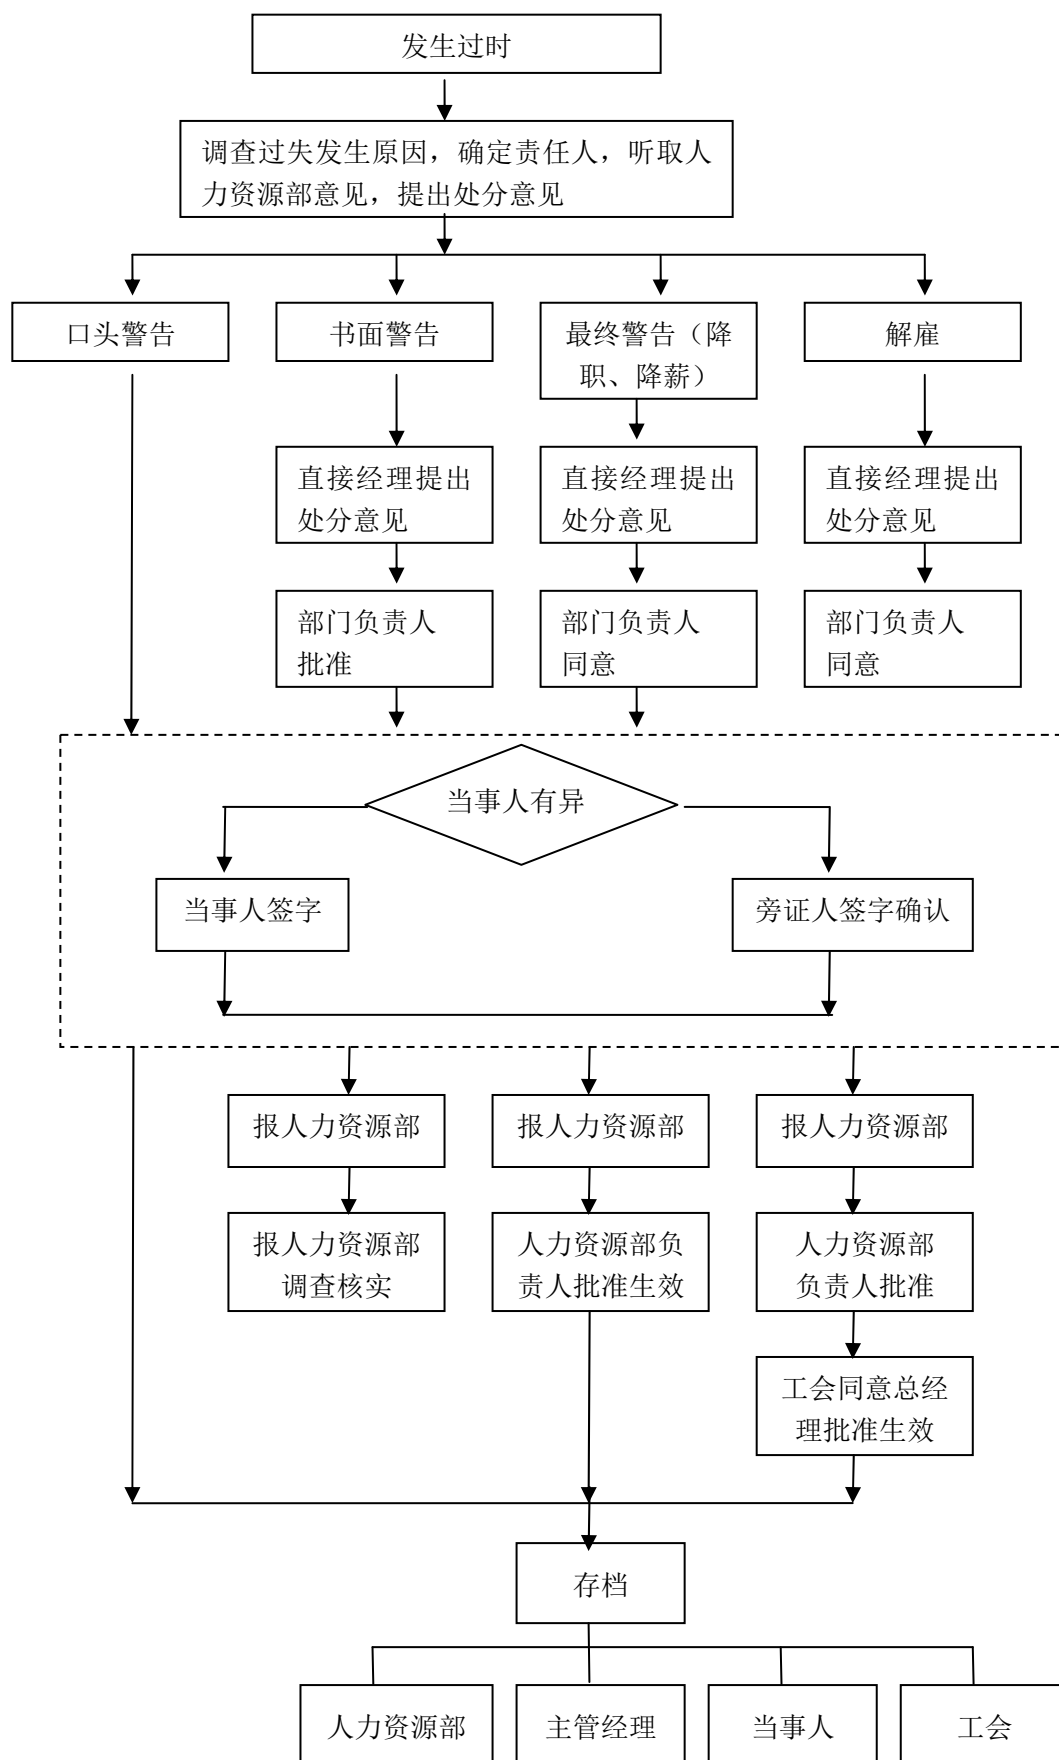 发生过时
调查过失发生原因，确定责任人，听取人
力资源部意见，提出处分意见
口头警告
书面警告
最终警告（降
职、降薪）
解雇
直接经理提出
处分意见
直接经理提出
处分意见
直接经理提出
处分意见
部门负责人
批准
部门负责人
同意
部门负责人
同意
当事人有异
当事人签字
旁证人签字确认
报人力资源部
报人力资源部
报人力资源部
报人力资源部
调查核实
人力资源部负
责人批准生效
人力资源部
负责人批准
工会同意总经
理批准生效
存档
人力资源部
主管经理
当事人
工会